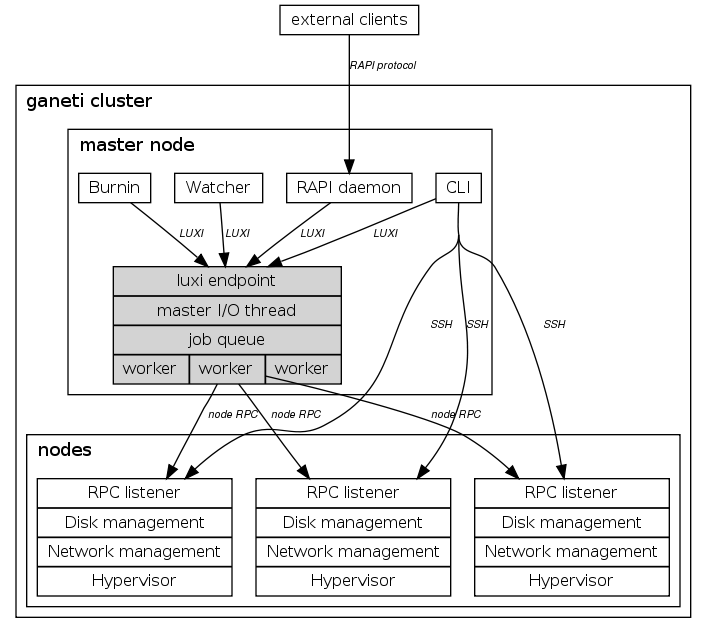 external clients
RAPI protocol
ganeti cluster
master node
Burnin
Watcher
RAPI daemon
CLI
LUXI
LUXI
LUXI
LUXI
luxi endpoint
master I/O thread
job queue
worker
worker
worker
SSH
SSH
SSH
node RPC
node RPC
node RPC
nodes
RPC listener
Disk management
Network management
Hypervisor
RPC listener
Disk management
Network management
Hypervisor
RPC listener
Disk management
Network management
Hypervisor